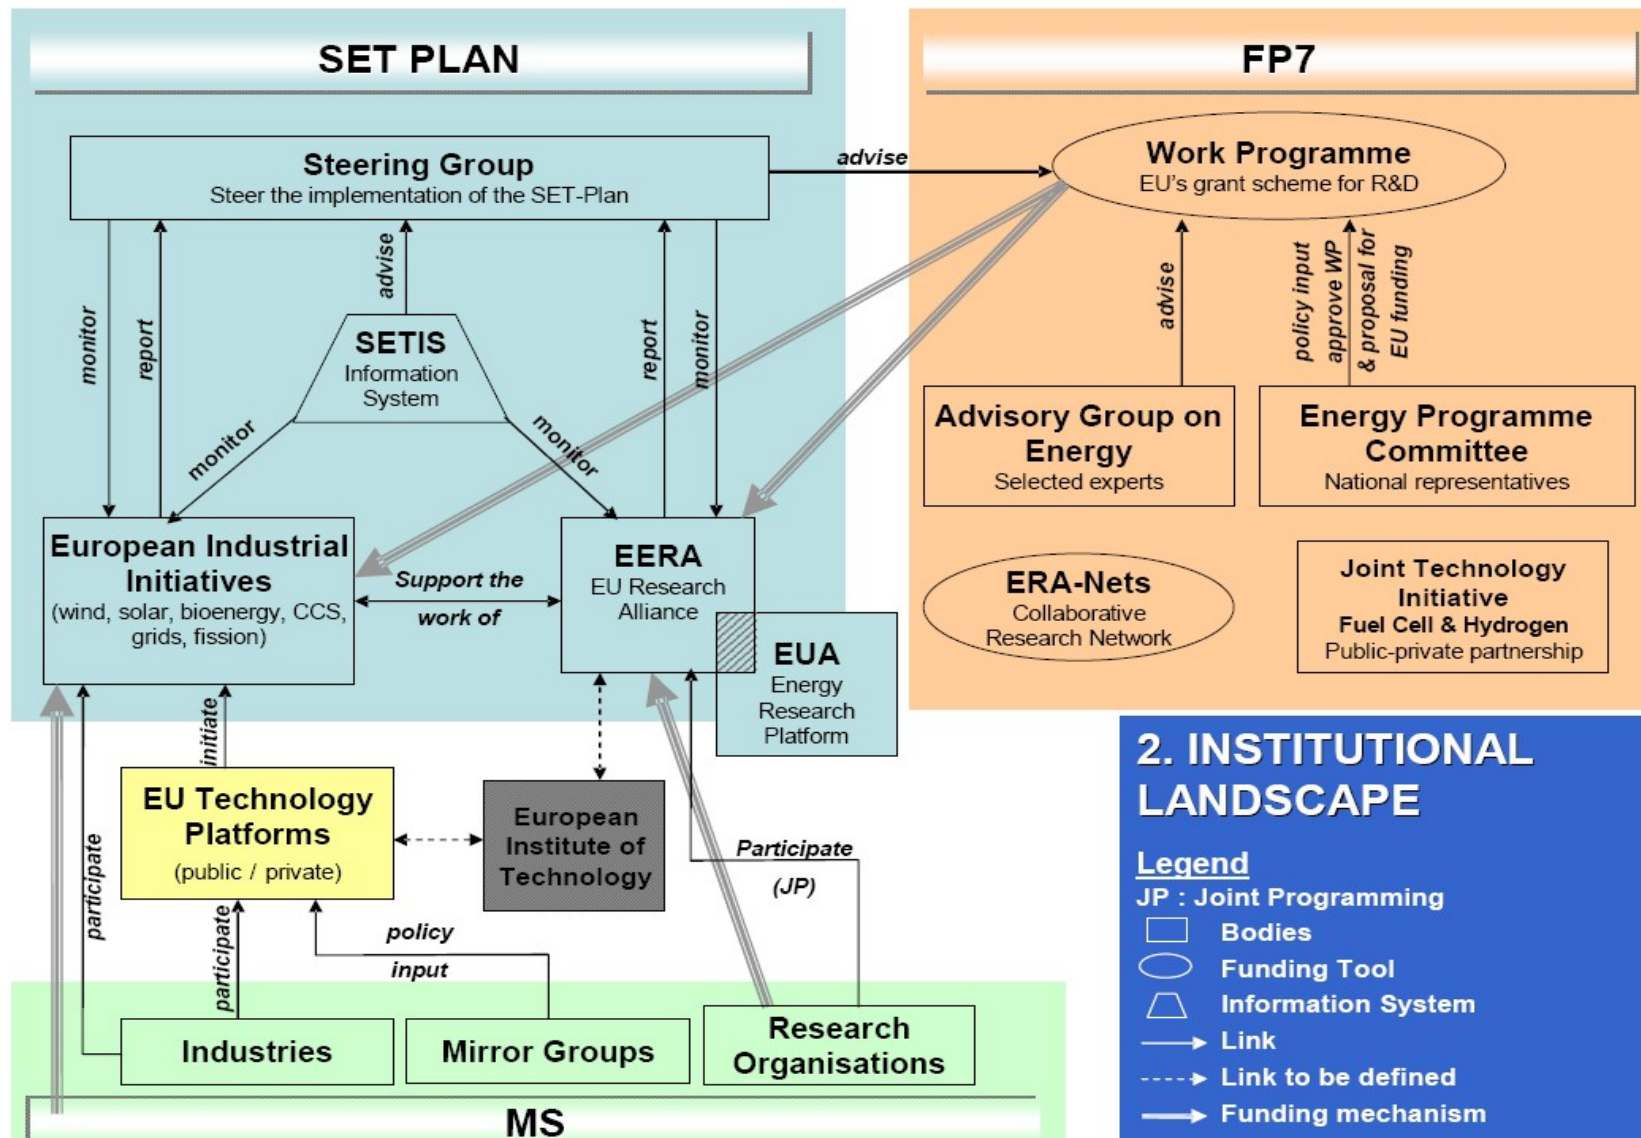 SET PLAN
Steering Group
Steer the implementation of the SET-Plan
monitor
report
advise
report
monitor
SETIS
Information
System
monitor
monitor
European Industrial
Initiatives
(wind, solar, bioenergy, CCS,
grids, fission)
Support the
work of
EERA
EU Research
Alliance
EUA
Energy
Research
Platform
advise
FP7
Work Programme
EU's grant scheme for R&D
advise
policy input
approve WP
& proposal for
EU funding
Advisory Group on
Energy
Selected experts
Energy Programme
Committee
National representatives
ERA-Nets
Collaborative
Research Network
Joint Technology
Initiative
Fuel Cell & Hydrogen
Public-private partnership
initiate
participate
EU Technology
Platforms
(public / private)
European
Institute of
Technology
Participate
(JP)
participate
policy
input
Industries
Mirror Groups
Research
Organisations
MS
2. INSTITUTIONAL
LANDSCAPE
Legend
JP : Joint Programming
Bodies
Funding Tool
Information System
Link
Link to be defined
Funding mechanism